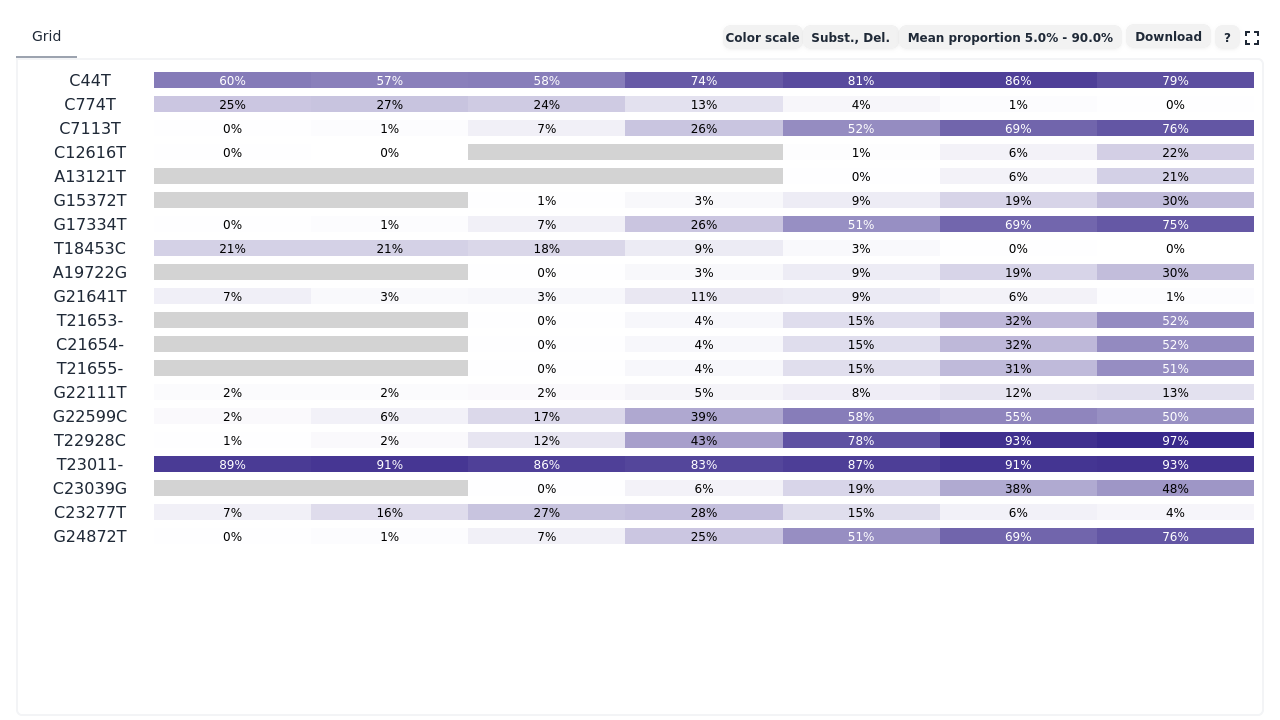 Grid Color scale Subst., Del. Mean proportion 5.0% - 90.0% Download ?
C44T 60% 57% 58% 74% 81% 86% 79%
C774T 25% 27% 24% 13% 4% 1% 0%
C7113T 0% 1% 7% 26% 52% 69% 76%
C12616T 0% 0% 1% 6% 22%
A13121T 0% 6% 21%
G15372T 1% 3% 9% 19% 30%
G17334T 0% 1% 7% 26% 51% 69% 75%
T18453C 21% 21% 18% 9% 3% 0% 0%
A19722G 0% 3% 9% 19% 30%
G21641T 7% 3% 3% 11% 9% 6% 1%
T21653- 0% 4% 15% 32% 52%
C21654- 0% 4% 15% 32% 52%
T21655- 0% 4% 15% 31% 51%
G22111T 2% 2% 2% 5% 8% 12% 13%
G22599C 2% 6% 17% 39% 58% 55% 50%
T22928C 1% 2% 12% 43% 78% 93% 97%
T23011- 89% 91% 86% 83% 87% 91% 93%
C23039G 0% 6% 19% 38% 48%
C23277T 7% 16% 27% 28% 15% 6% 4%
G24872T 0% 1% 7% 25% 51% 69% 76%